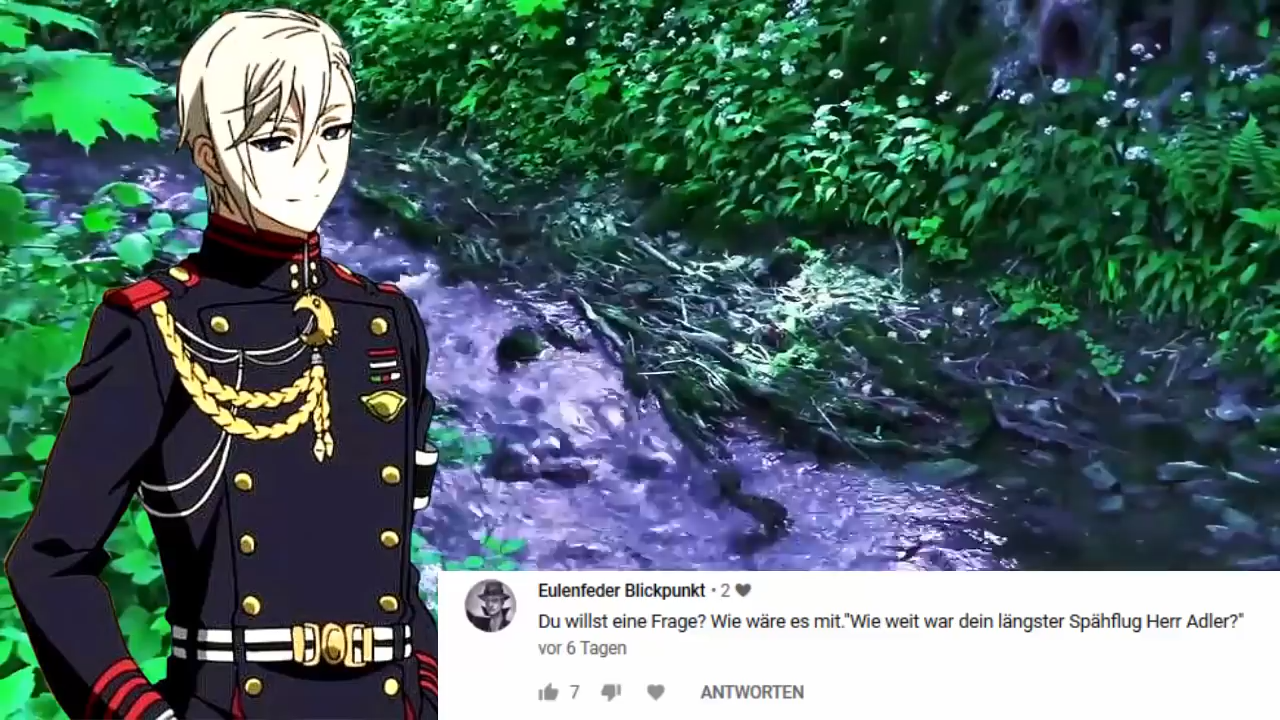 Eulenfeder Blickpunkt • 2
Du willst eine Frage? Wie wäre es mit."Wie weit war dein längster Spähflug Herr Adler?"
vor 6 Tagen
7 ANTWORTEN